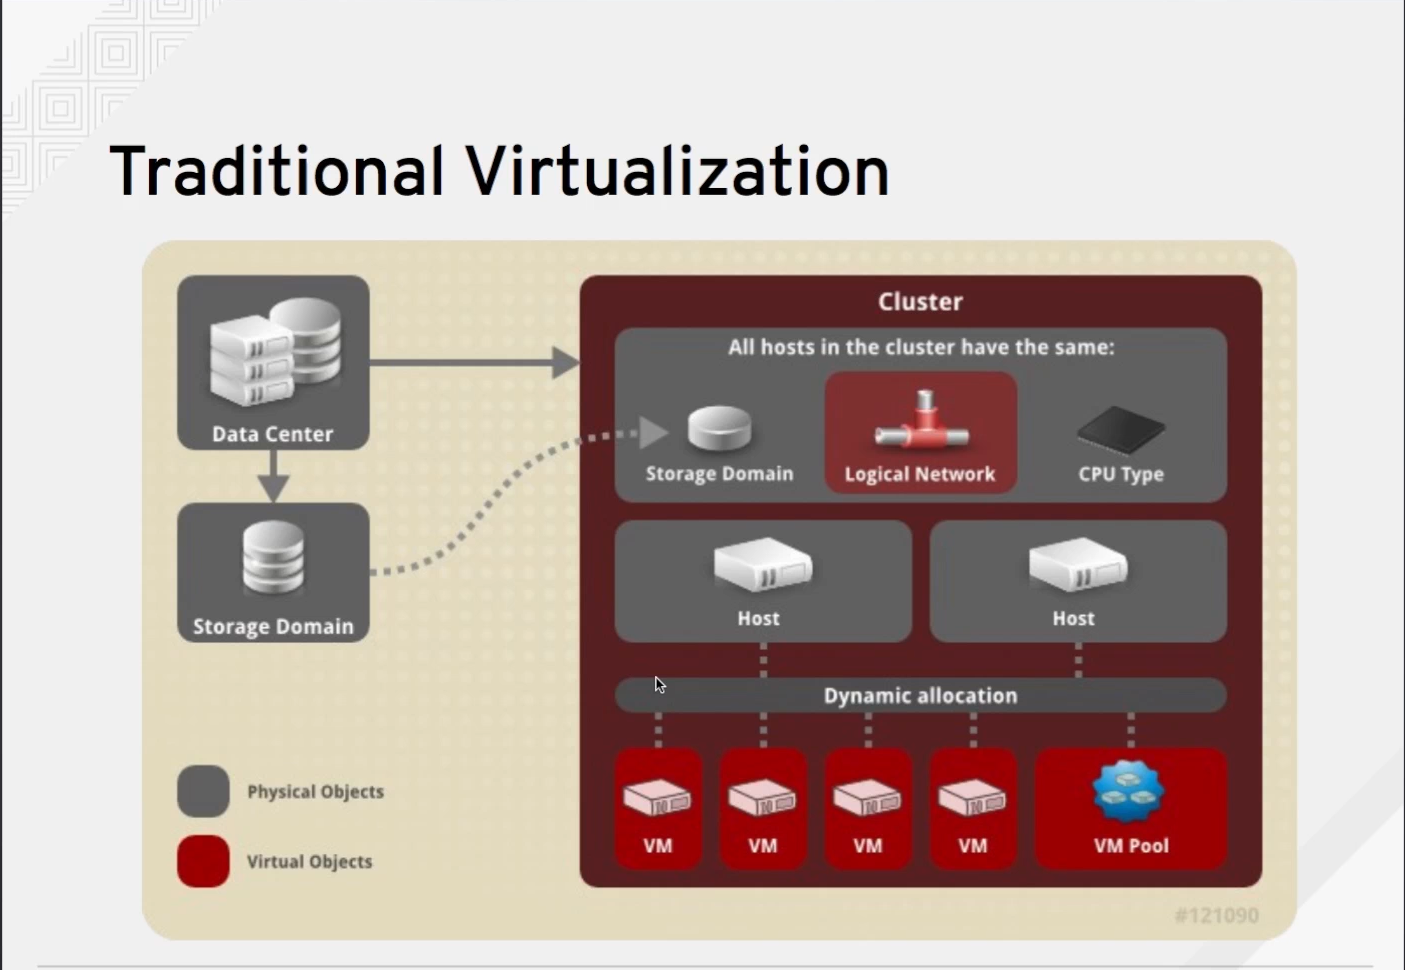 Traditional Virtualization
Cluster
All hosts in the cluster have the same:
Data Center
Storage Domain
Logical Network
CPU Type
Storage Domain
Host
Host
Dynamic allocation
VM
VM
VM
VM
VM Pool
Physical Objects
Virtual Objects
#121090